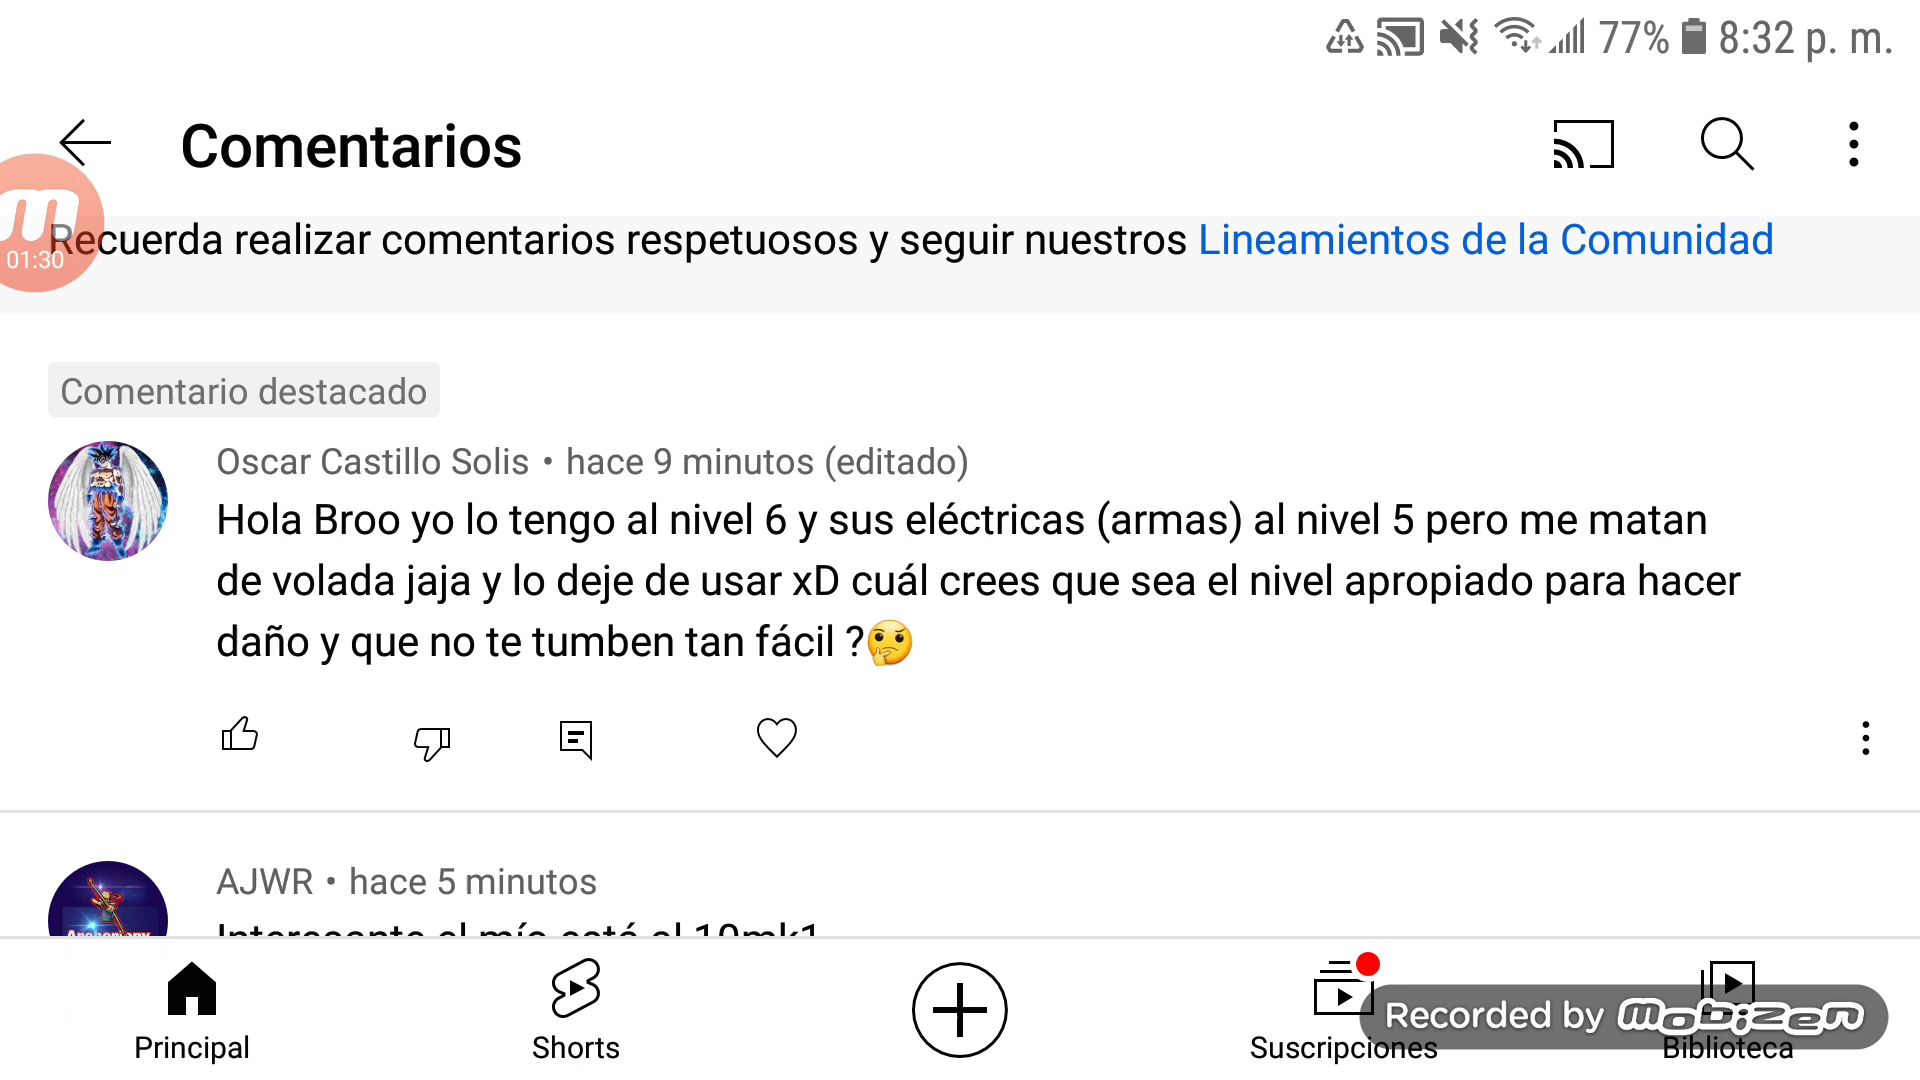 77% 8:32 p. m.
Comentarios
01:30
Recuerda realizar comentarios respetuosos y seguir nuestros Lineamientos de la Comunidad
Comentario destacado
Oscar Castillo Solis • hace 9 minutos (editado)
Hola Broo yo lo tengo al nivel 6 y sus eléctricas (armas) al nivel 5 pero me matan
de volada jaja y lo deje de usar xD cuál crees que sea el nivel apropiado para hacer
daño y que no te tumben tan fácil ?🤔
AJWR • hace 5 minutos
Interesante el mío está al 10mk1
Recorded by mobizen
Principal
Shorts
Suscripciones
Biblioteca